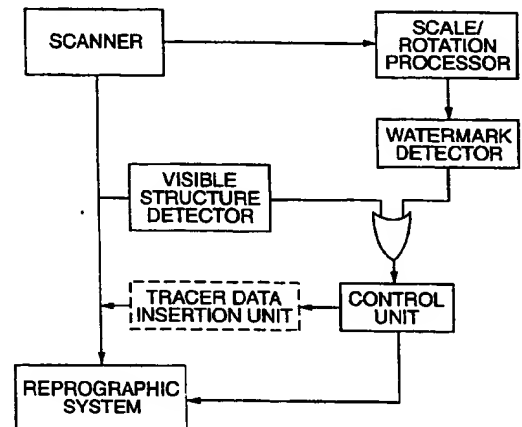 SCANNER
SCALE/
ROTATION
PROCESSOR
WATERMARK
DETECTOR
VISIBLE
STRUCTURE
DETECTOR
TRACER DATA
INSERTION UNIT
CONTROL
UNIT
REPROGRAPHIC
SYSTEM